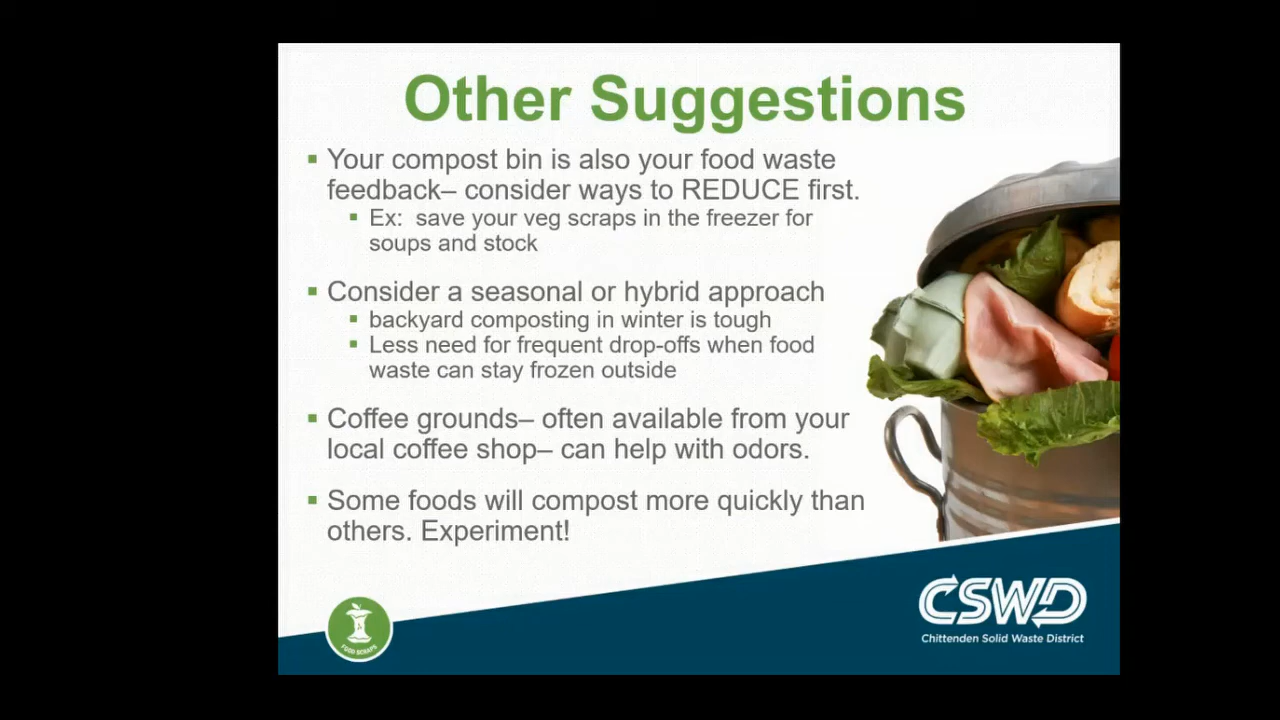 Other Suggestions
Your compost bin is also your food waste
feedback– consider ways to REDUCE first.
Ex:  save your veg scraps in the freezer for
soups and stock
Consider a seasonal or hybrid approach
backyard composting in winter is tough
Less need for frequent drop-offs when food
waste can stay frozen outside
Coffee grounds– often available from your
local coffee shop– can help with odors.
Some foods will compost more quickly than
others. Experiment!
FOOD SCRAPS
CSWD
Chittenden Solid Waste District